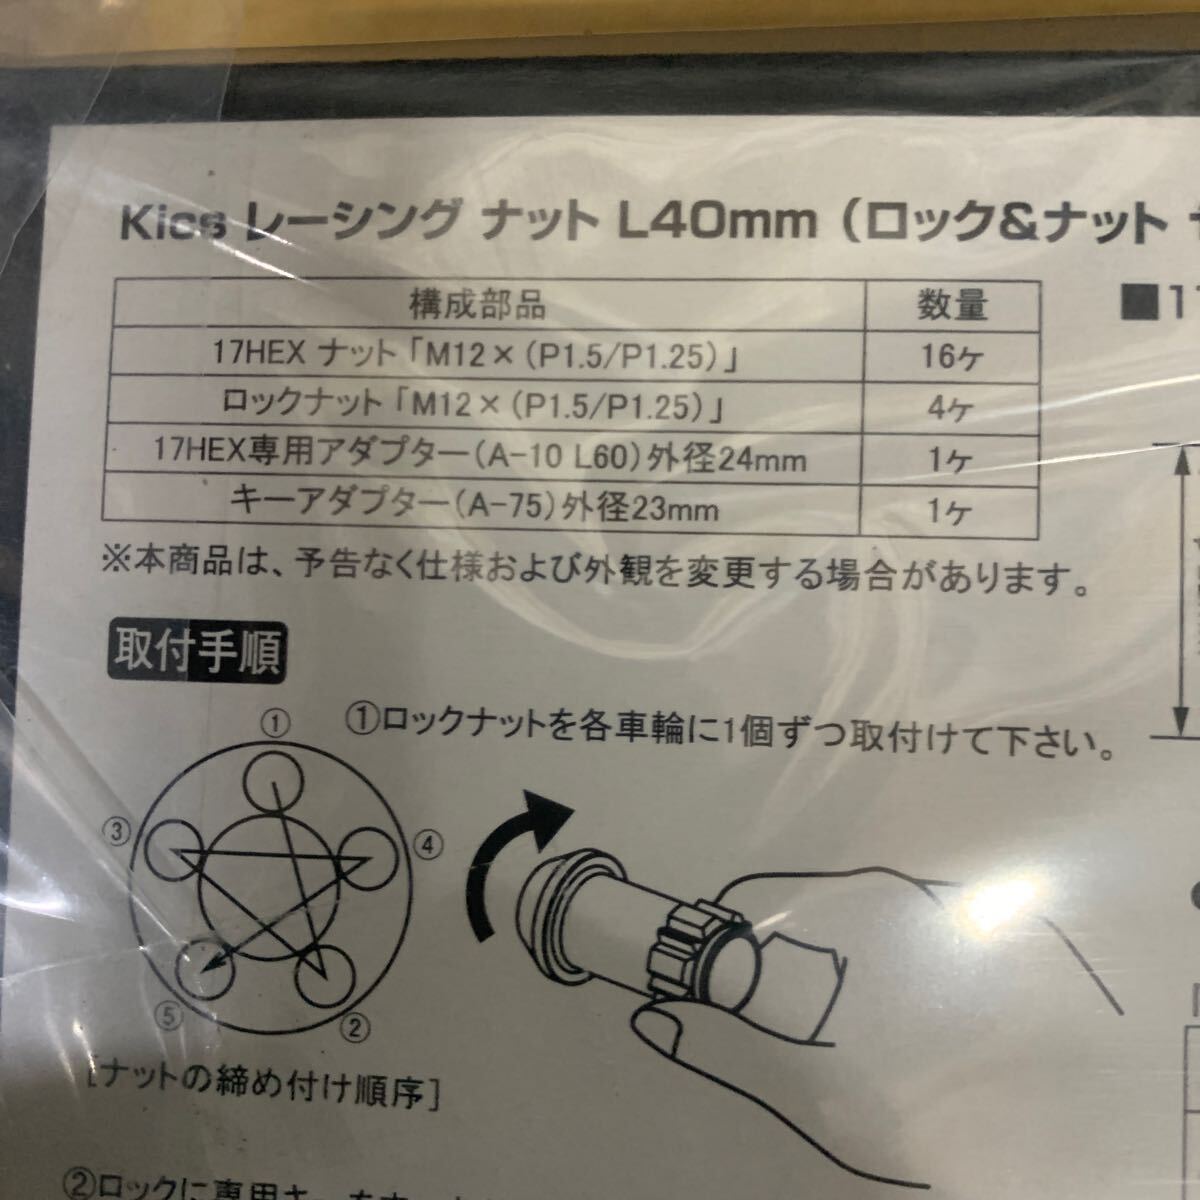 Kics レーシング ナット L40mm (ロック&ナット
構成部品 数量
17HEX ナット「M12×(P1.5/P1.25)」 16ケ
ロックナット「M12×(P1.5/P1.25)」 4ケ
17HEX専用アダプター(A-10 L60)外径24mm 1ケ
キーアダプター(A-75)外径23mm 1ケ
※本商品は、予告なく仕様および外観を変更する場合があります。
取付手順
①ロックナットを各車輪に1個ずつ取付けて下さい。
①
③
④
⑤
②
[ナットの締め付け順序]